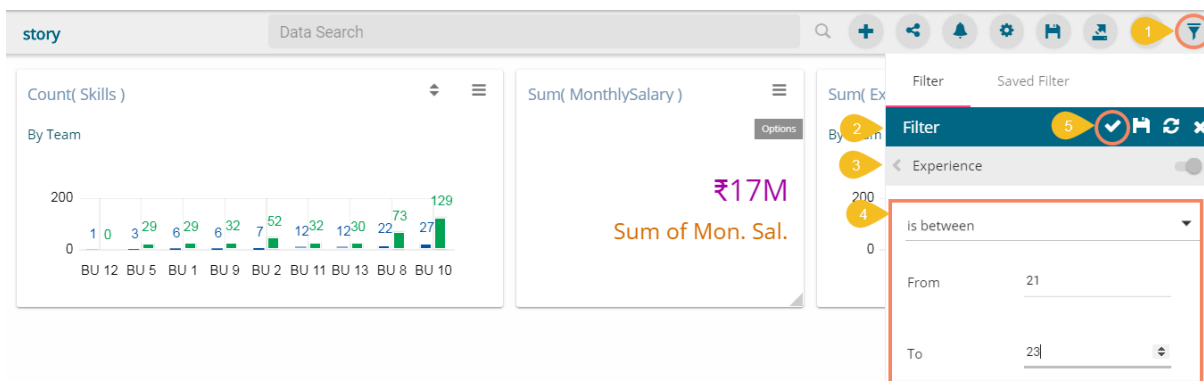 story
Data Search
1
Count( Skills )
By Team
200
0
1 0 3 29 6 29 6 32 7 52 12 32 12 30 22 73 27 129
BU 12 BU 5 BU 1 BU 9 BU 2 BU 11 BU 13 BU 8 BU 10
Sum( MonthlySalary )
Options
₹17M
Sum of Mon. Sal.
Sum( Ex
200
0
Filter
Saved Filter
2
Filter
5
3
Experience
4
is between
From
21
To
23